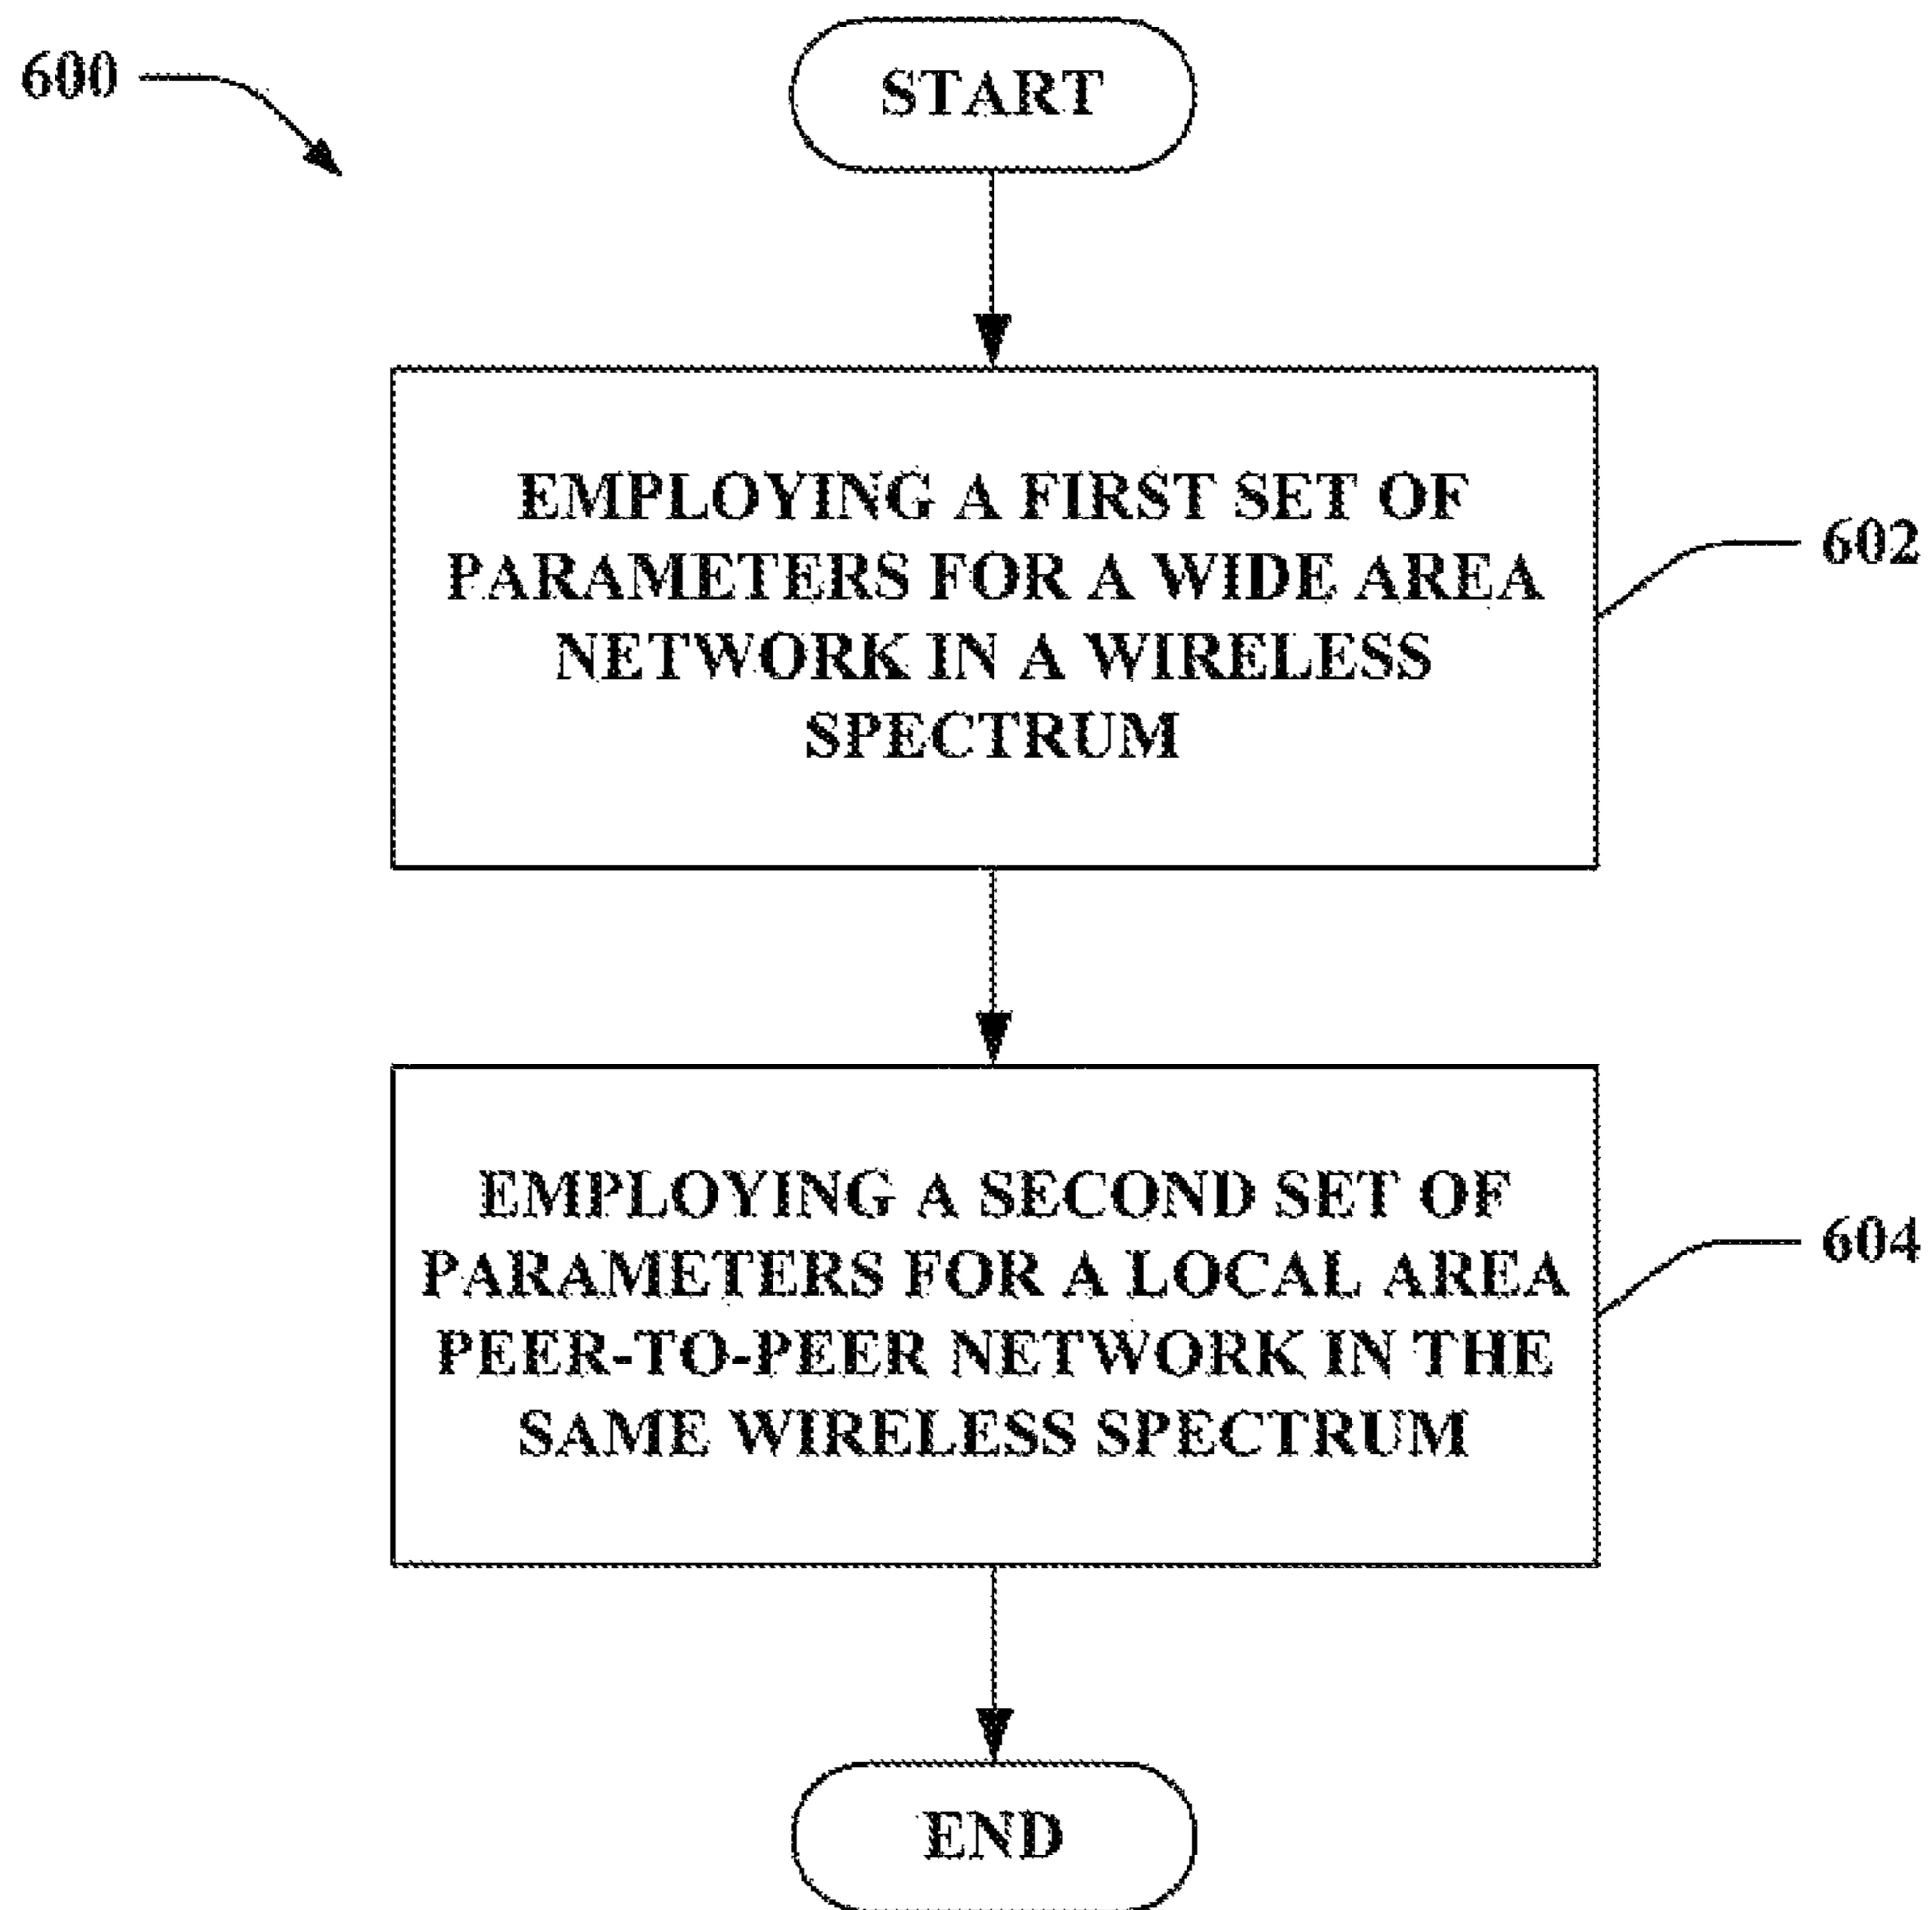 600
START
EMPLOYING A FIRST SET OF
PARAMETERS FOR A WIDE AREA
NETWORK IN A WIRELESS
SPECTRUM
602
EMPLOYING A SECOND SET OF
PARAMETERS FOR A LOCAL AREA
PEER-TO-PEER NETWORK IN THE
SAME WIRELESS SPECTRUM
604
END